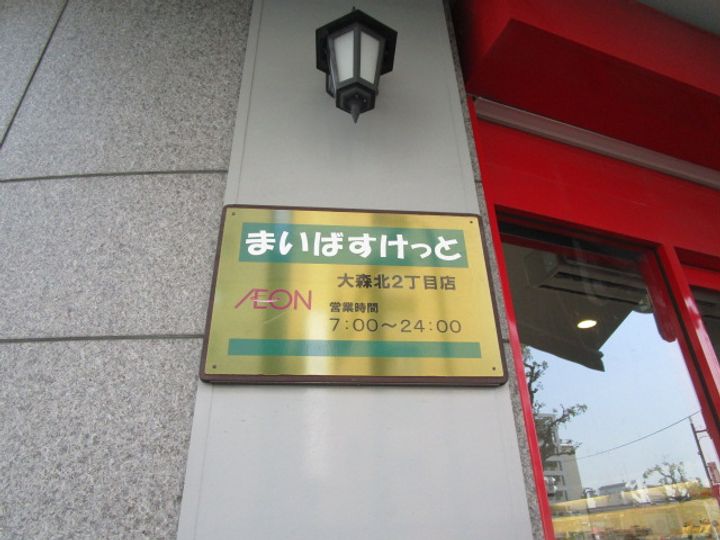 まいばすけっと
大森北2丁目店
ÆON
営業時間
7:00～24:00